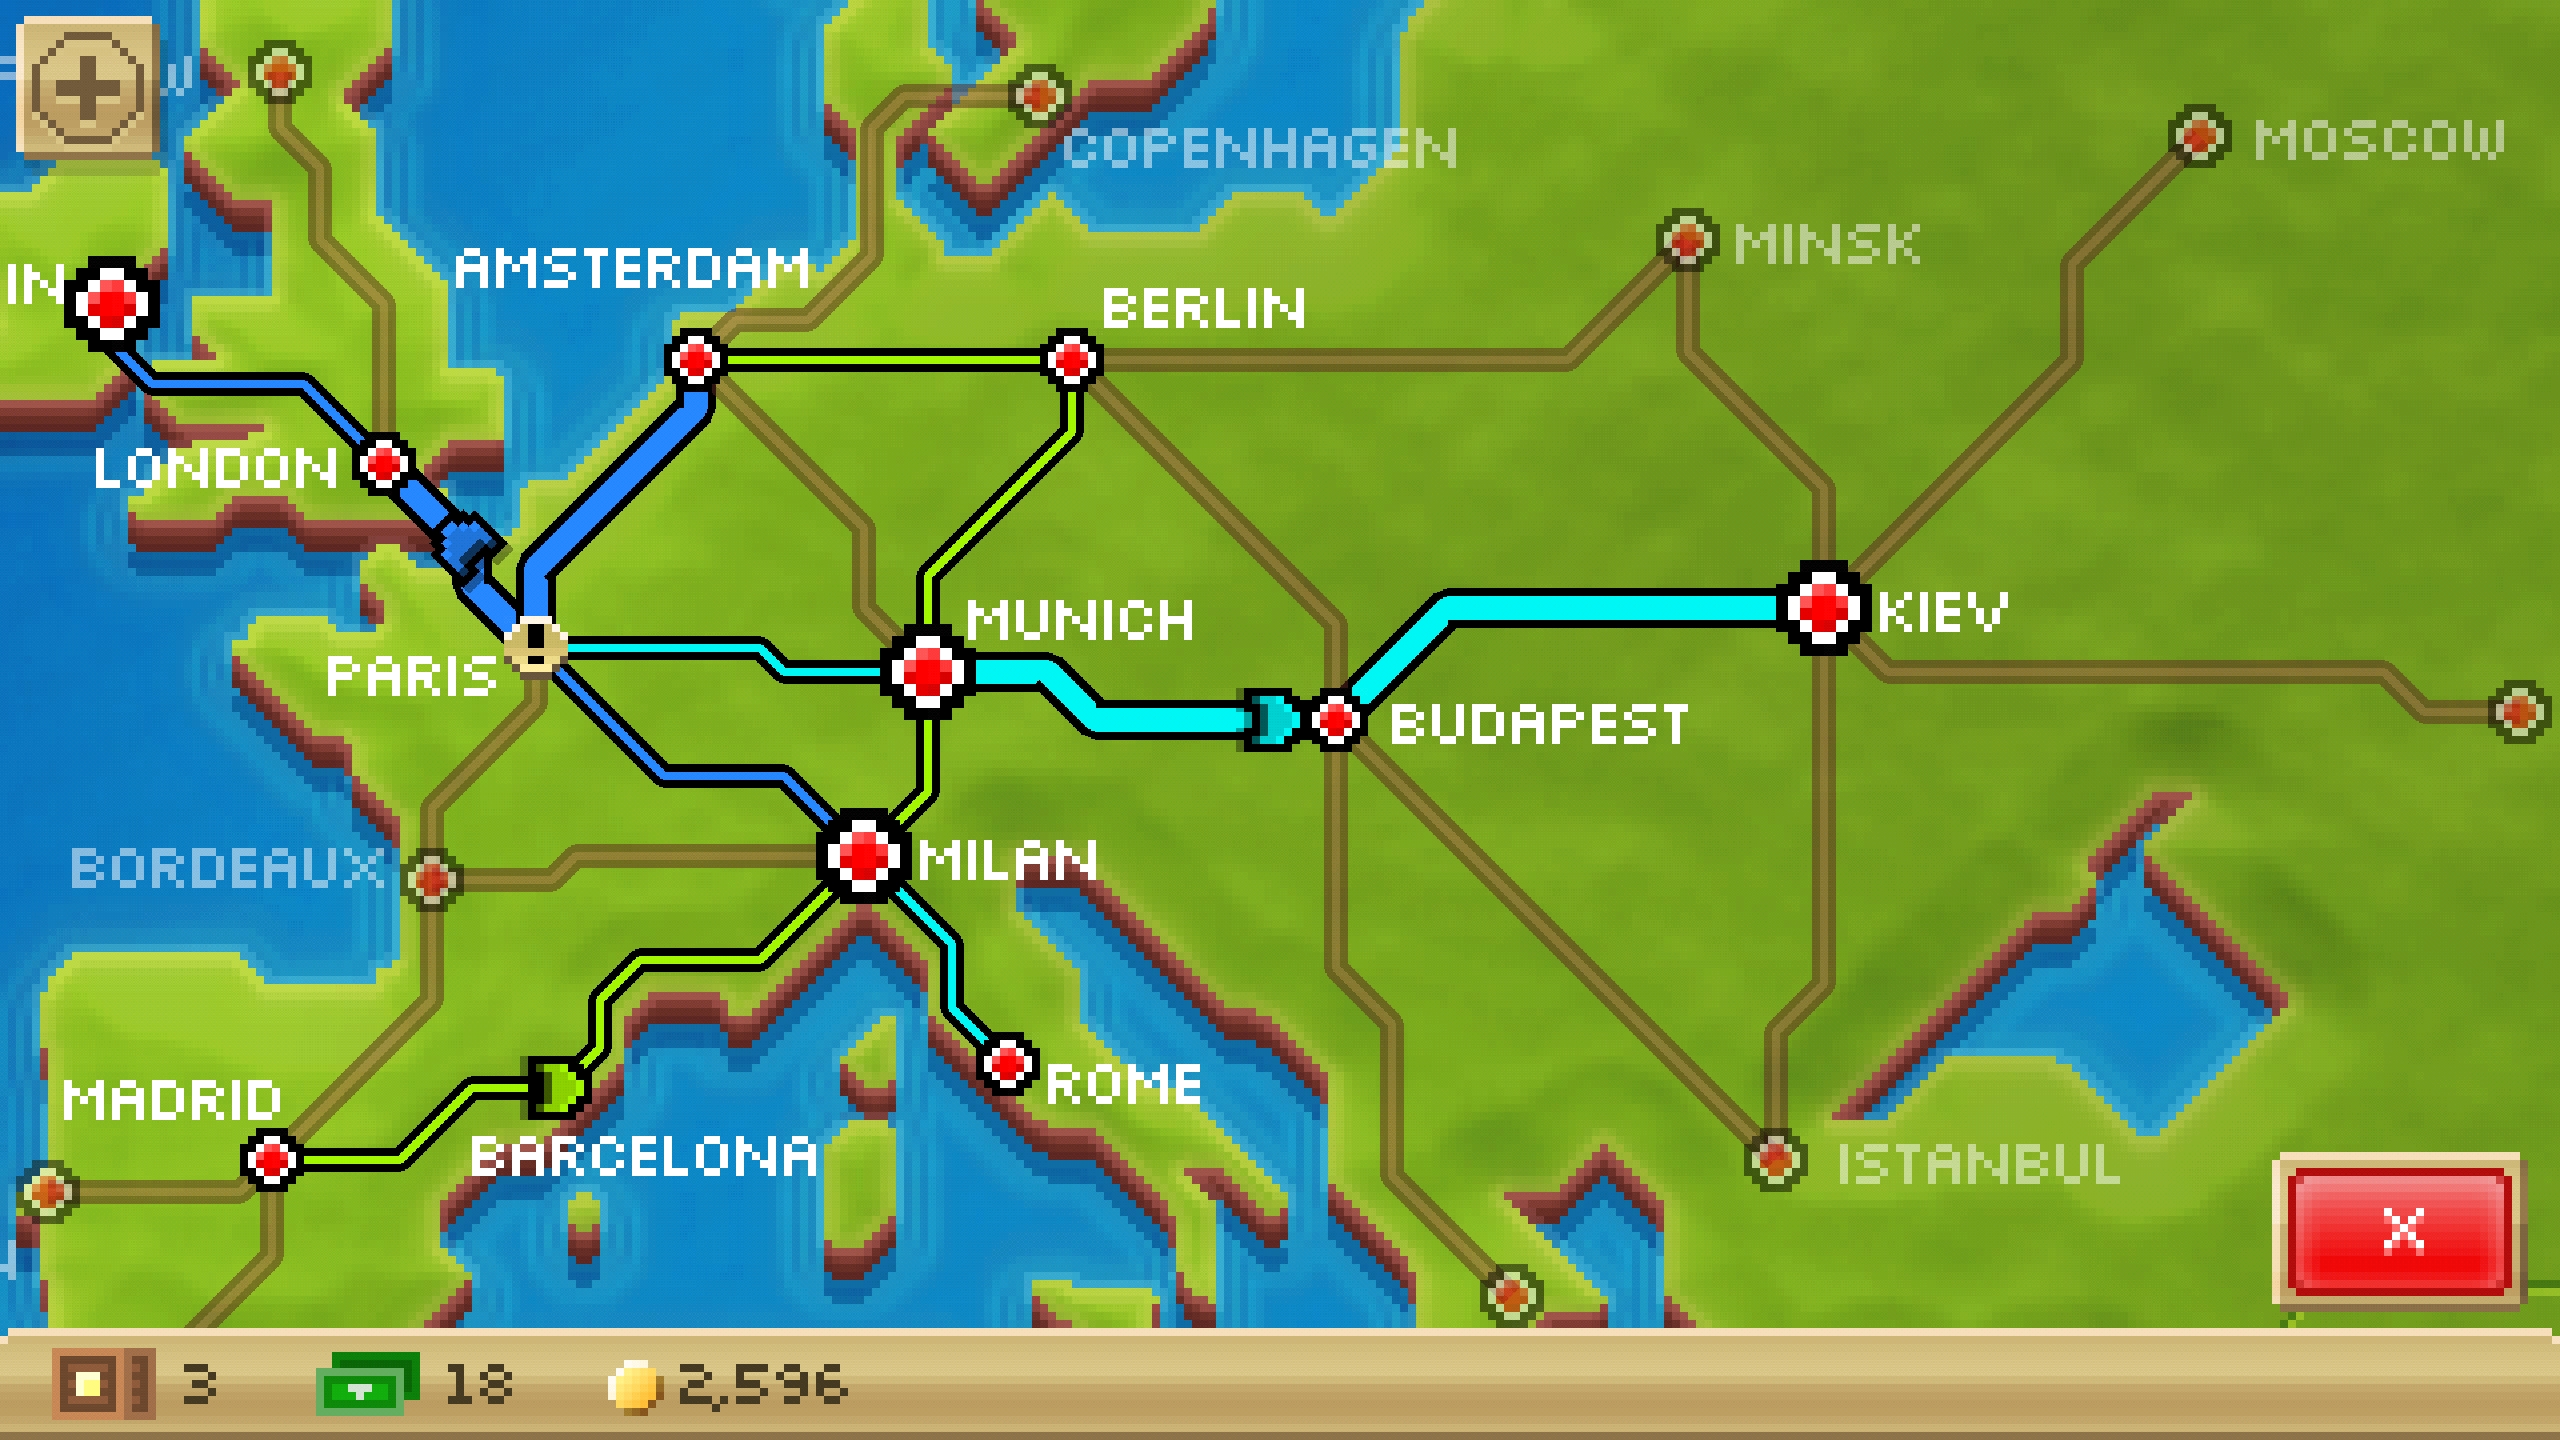 COPENHAGEN
MOSCOW
MINSK
AMSTERDAM
IN
BERLIN
LONDON
MUNICH
KIEV
PARIS
BUDAPEST
BORDEAUX
MILAN
ROME
MADRID
BARCELONA
ISTANBUL
X
3
18
2,596